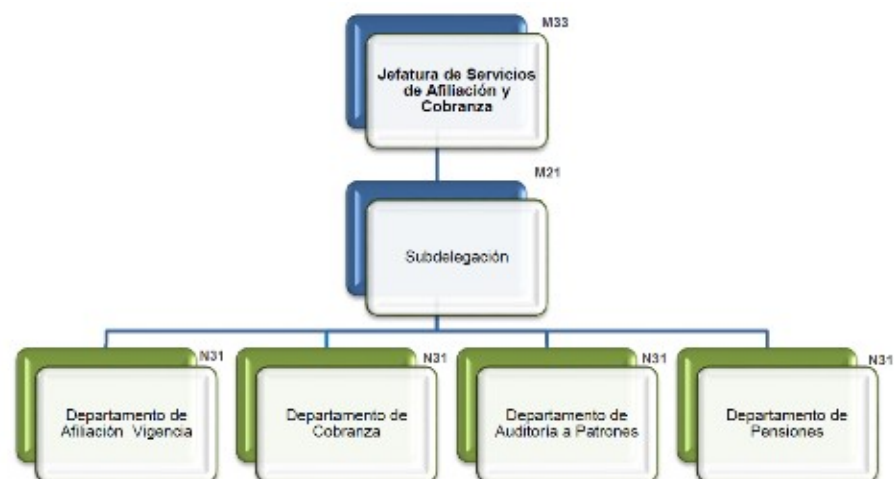 M33
Jefatura de Servicios
de Afiliación y
Cobranza
M21
Subdelegación
N31
N31
N31
N31
Departamento de
Afiliación Vigencia
Departamento de
Cobranza
Departamento de
Auditoría a Patrones
Departamento de
Pensiones